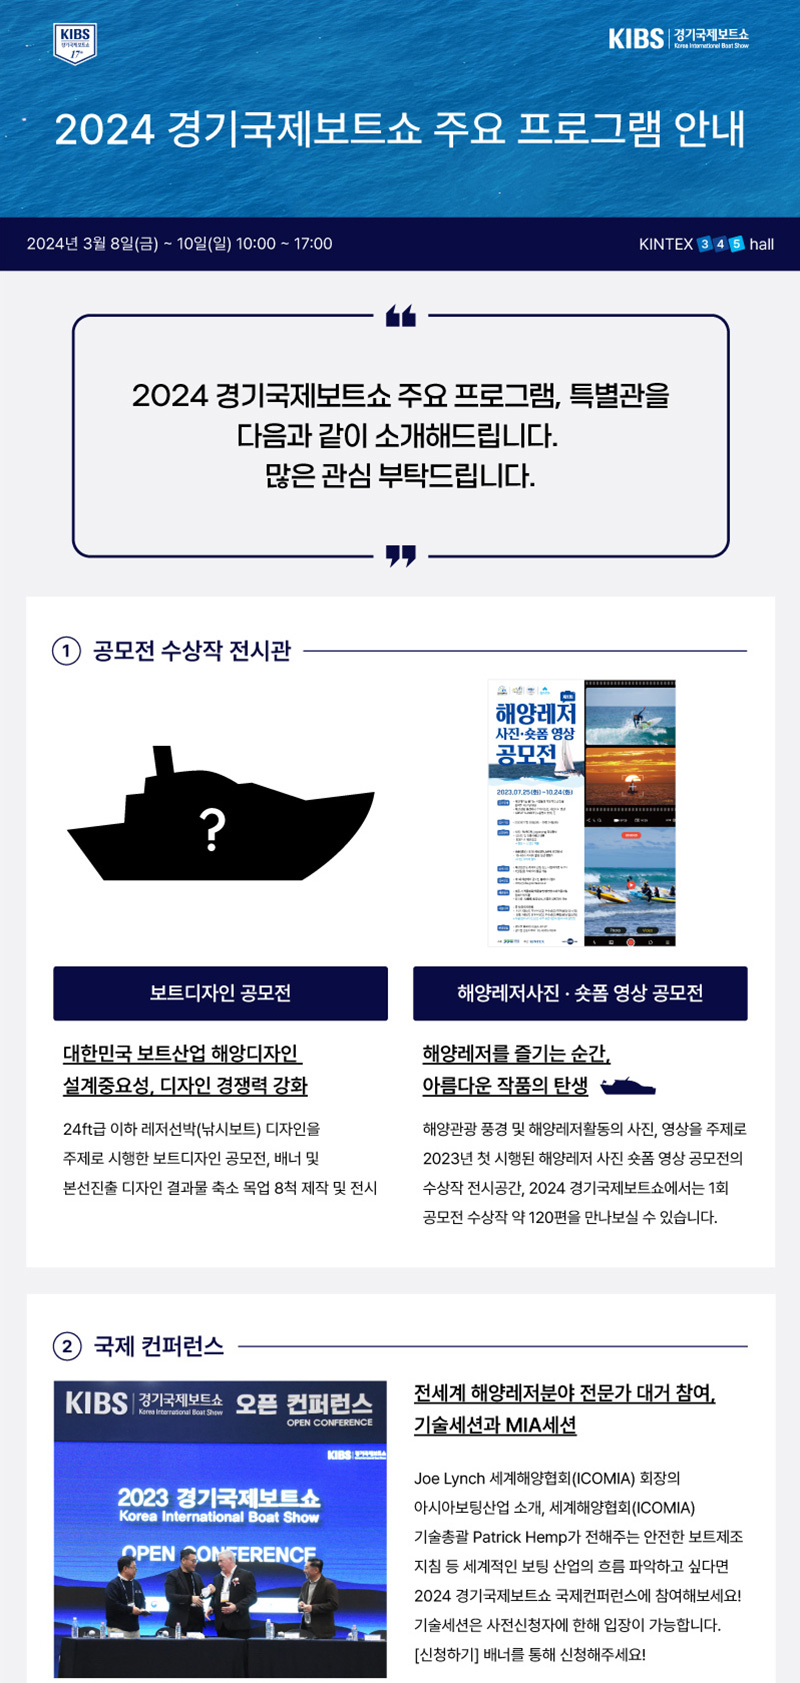 KIBS
경기국제보트쇼
17th
KIBS 경기국제보트쇼
Korea International Boat Show
2024 경기국제보트쇼 주요 프로그램 안내
2024년 3월 8일(금) ~ 10일(일) 10:00 ~ 17:00
KINTEX 3 4 5 hall
2024 경기국제보트쇼 주요 프로그램, 특별관을
다음과 같이 소개해드립니다.
많은 관심 부탁드립니다.
1 공모전 수상작 전시관
?
해양레저
사진·숏폼 영상
공모전
2023.07.25(화)~10.24(화)
보트디자인 공모전
대한민국 보트산업 해양디자인
설계중요성, 디자인 경쟁력 강화
24ft급 이하 레저선박(낚시보트) 디자인을
주제로 시행한 보트디자인 공모전, 배너 및
본선진출 디자인 결과물 축소 목업 8척 제작 및 전시
해양레저사진 · 숏폼 영상 공모전
해양레저를 즐기는 순간,
아름다운 작품의 탄생
해양관광 풍경 및 해양레저활동의 사진, 영상을 주제로
2023년 첫 시행된 해양레저 사진 숏폼 영상 공모전의
수상작 전시공간, 2024 경기국제보트쇼에서는 1회
공모전 수상작 약 120편을 만나보실 수 있습니다.
2 국제 컨퍼런스
KIBS 경기국제보트쇼 오픈 컨퍼런스
Korea International Boat Show
OPEN CONFERENCE
KIBS 경기국제보트쇼
2023 경기국제보트쇼
Korea International Boat Show
OPEN CONFERENCE
전세계 해양레저분야 전문가 대거 참여,
기술세션과 MIA세션
Joe Lynch 세계해양협회(ICOMIA) 회장의
아시아보팅산업 소개, 세계해양협회(ICOMIA)
기술총괄 Patrick Hemp가 전해주는 안전한 보트제조
지침 등 세계적인 보팅 산업의 흐름 파악하고 싶다면
2024 경기국제보트쇼 국제컨퍼런스에 참여해보세요!
기술세션은 사전신청자에 한해 입장이 가능합니다.
[신청하기] 배너를 통해 신청해주세요!